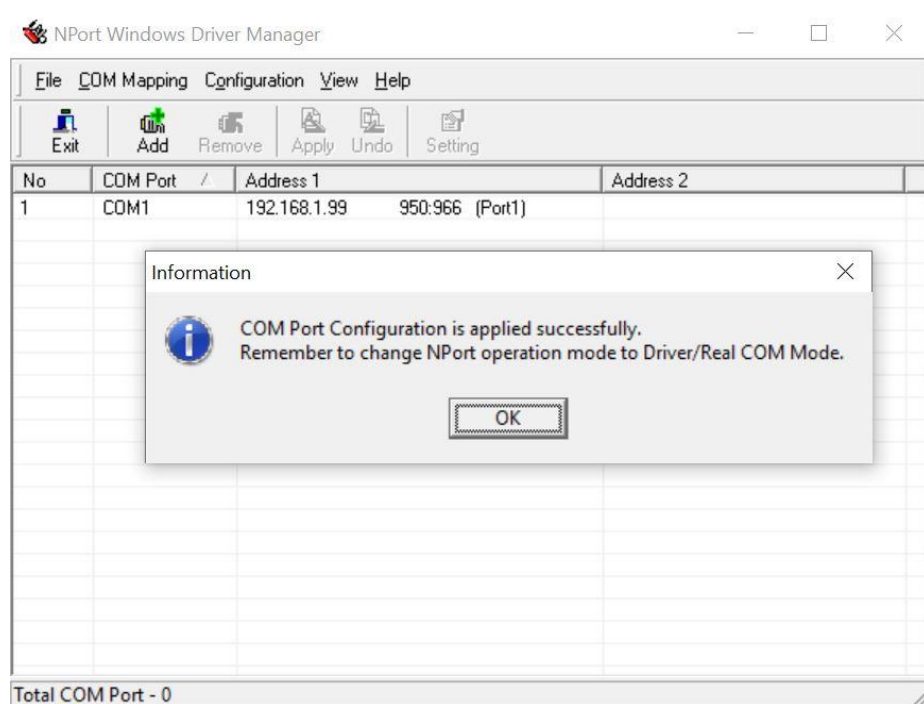 NPort Windows Driver Manager
File COM Mapping Configuration View Help
Exit Add Remove Apply Undo Setting
No COM Port Address 1 Address 2
1 COM1 192.168.1.99 950:966 (Port1)
Information
COM Port Configuration is applied successfully.
Remember to change NPort operation mode to Driver/Real COM Mode.
OK
Total COM Port - 0